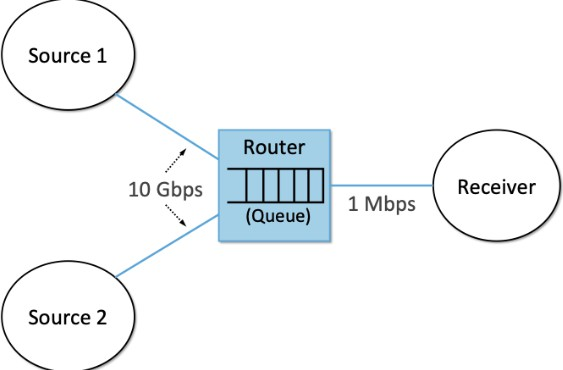 Source 1
Router
10 Gbps
(Queue)
1 Mbps
Receiver
Source 2